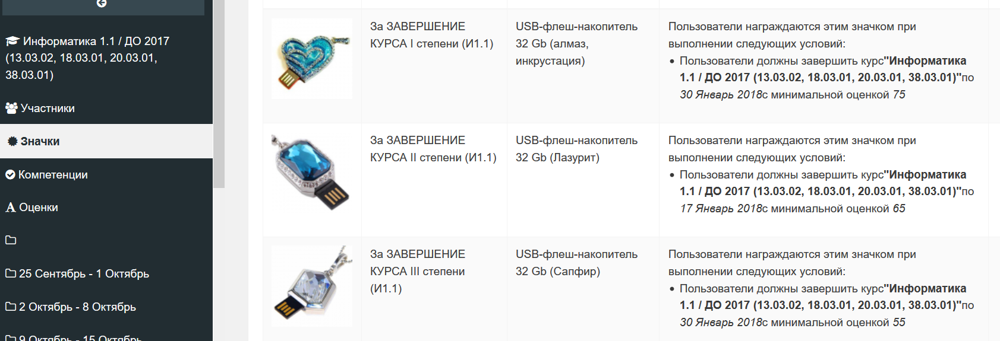 Информатика 1.1 / ДО 2017
(13.03.02, 18.03.01, 20.03.01,
38.03.01)
Участники
Значки
Компетенции
Оценки
25 Сентябрь - 1 Октябрь
2 Октябрь - 8 Октябрь
9 Октябрь - 15 Октябрь
За ЗАВЕРШЕНИЕ
КУРСА I степени (И1.1)
USB-флеш-накопитель
32 Gb (алмаз,
инкрустация)
Пользователи награждаются этим значком при
выполнении следующих условий:
• Пользователи должны завершить курс"Информатика
1.1 / ДО 2017 (13.03.02, 18.03.01, 20.03.01, 38.03.01)"по
30 Январь 2018с минимальной оценкой 75
За ЗАВЕРШЕНИЕ
КУРСА II степени (И1.1)
USB-флеш-накопитель
32 Gb (Лазурит)
Пользователи награждаются этим значком при
выполнении следующих условий:
• Пользователи должны завершить курс"Информатика
1.1 / ДО 2017 (13.03.02, 18.03.01, 20.03.01, 38.03.01)"по
17 Январь 2018с минимальной оценкой 65
За ЗАВЕРШЕНИЕ
КУРСА III степени
(И1.1)
USB-флеш-накопитель
32 Gb (Сапфир)
Пользователи награждаются этим значком при
выполнении следующих условий:
• Пользователи должны завершить курс"Информатика
1.1 / ДО 2017 (13.03.02, 18.03.01, 20.03.01, 38.03.01)"по
30 Январь 2018с минимальной оценкой 55